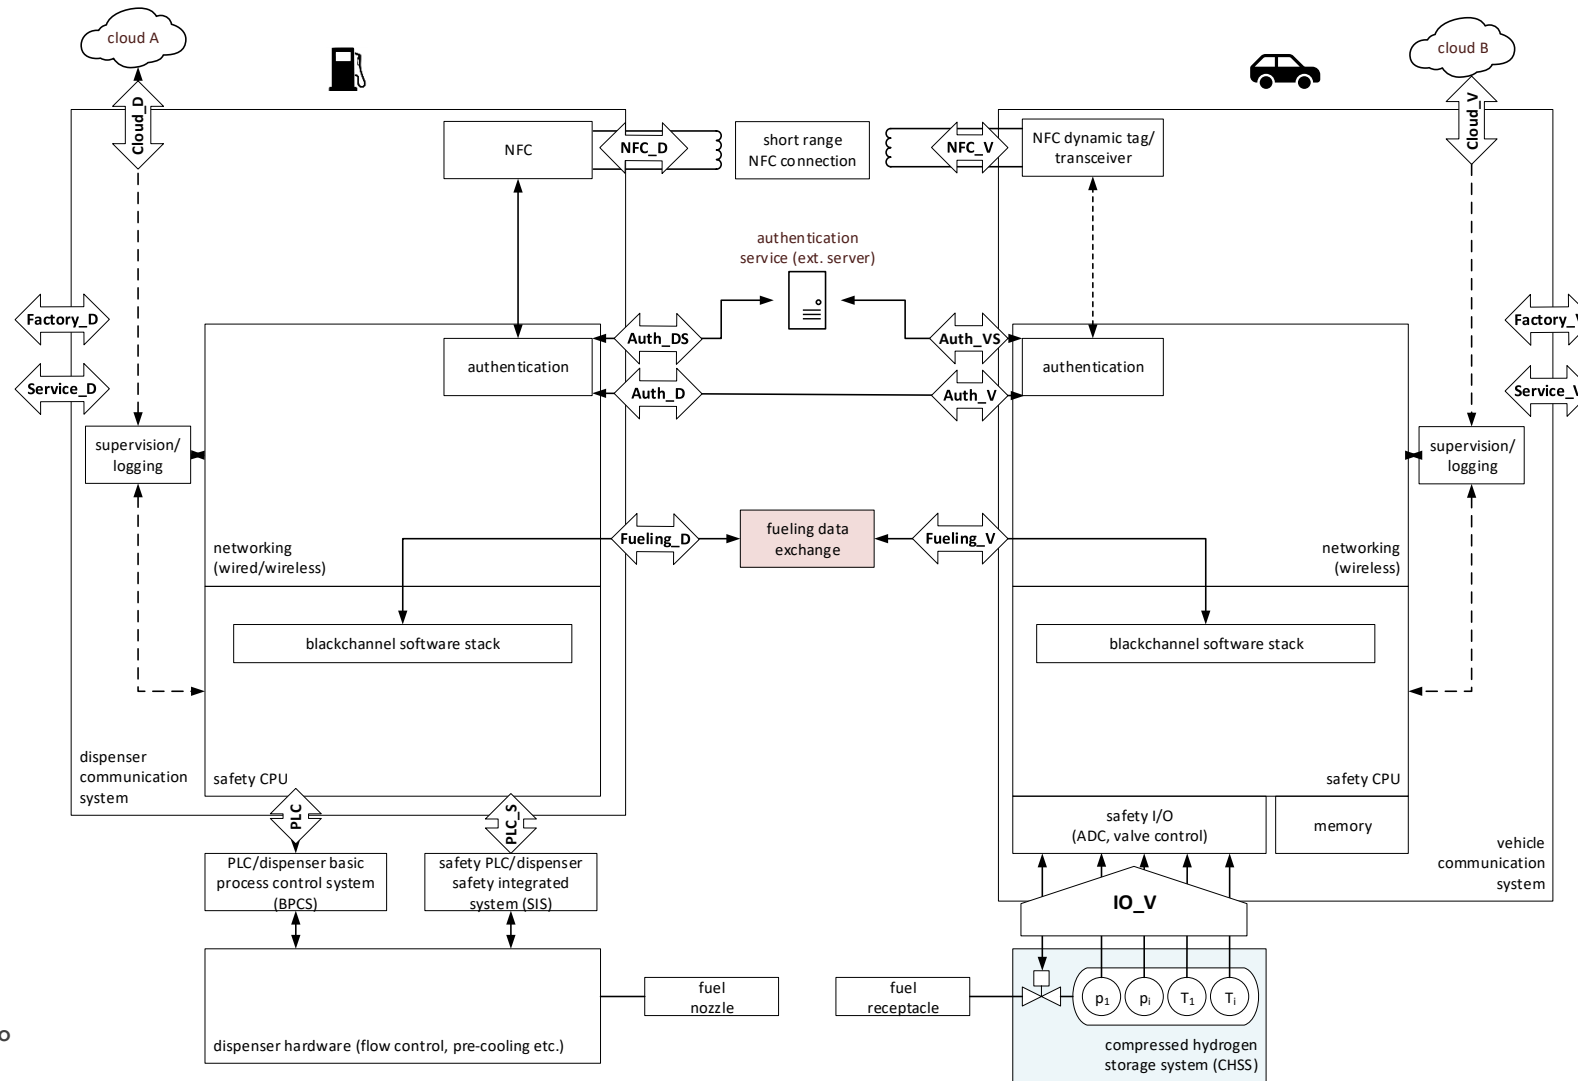 cloud A
cloud B
Cloud_D
Cloud_V
NFC
NFC_D
short range
NFC connection
NFC_V
NFC dynamic tag/
transceiver
authentication
service (ext. server)
Factory_D
Factory_V
Auth_DS
Auth_VS
authentication
authentication
Service_D
Service_V
Auth_D
Auth_V
supervision/
logging
supervision/
logging
Fueling_D
fueling data
exchange
Fueling_V
networking
(wired/wireless)
networking
(wireless)
blackchannel software stack
blackchannel software stack
dispenser
communication
system
safety CPU
safety CPU
PLC
PLC_S
safety I/O
(ADC, valve control)
memory
vehicle
communication
system
PLC/dispenser basic
process control system
(BPCS)
safety PLC/dispenser
safety integrated
system (SIS)
IO_V
fuel
nozzle
fuel
receptacle
p1
pi
T1
Ti
dispenser hardware (flow control, pre-cooling etc.)
compressed hydrogen
storage system (CHSS)